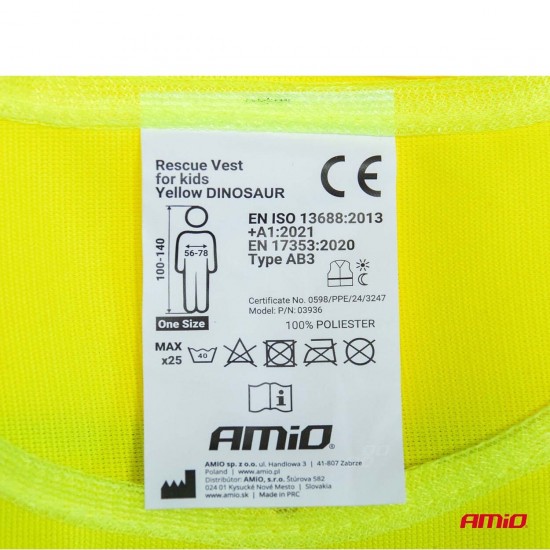 Rescue Vest
for kids
Yellow DINOSAUR
CE
100-140
56-78
One Size
EN ISO 13688:2013
+A1:2021
EN 17353:2020
Type AB3
Certificate No. 0598/PPE/24/3247
Model: P/N: 03936
100% POLIESTER
MAX
x25
40
AMiO®
AMIO sp. z o.o. ul. Handlowa 3 | 41-807 Zabrze
Poland | www.amio.pl
Distributor: AMiO, s.r.o. Štúrova 582
024 01 Kysucké Nové Mesto | Slovakia
www.amio.sk | Made in PRC
AMiO